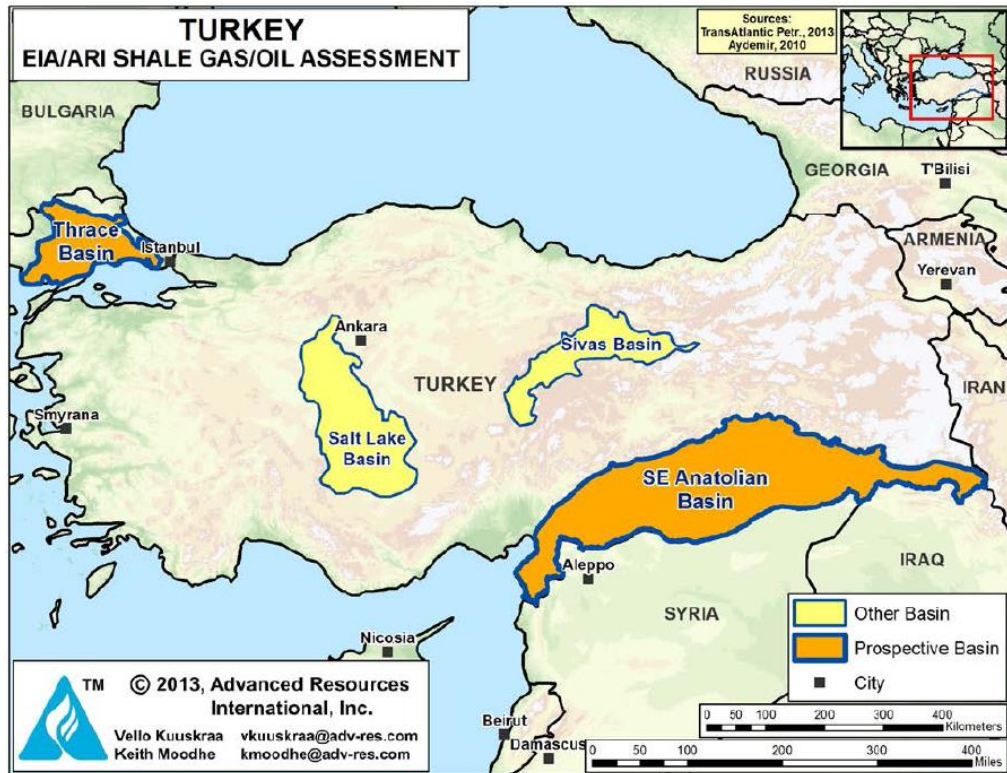 TURKEY
EIA/ARI SHALE GAS/OIL ASSESSMENT
Sources:
TransAtlantic Petr., 2013
Aydemir, 2010
RUSSIA
BULGARIA
GEORGIA
T'Bilisi
Thrace
Basin
Istanbul
ARMENIA
Yerevan
Ankara
Sivas Basin
TURKEY
IRAN
Smyrana
Salt Lake
Basin
SE Anatolian
Basin
Aleppo
IRAQ
SYRIA
Nicosia
Beirut
Damascus
Other Basin
Prospective Basin
City
TM
© 2013, Advanced Resources
International, Inc.
Vello Kuuskraa vkuuskraa@adv-res.com
Keith Moodhe kmoodhe@adv-res.com
0 50 100 200 300 400
Kilometers
0 50 100 200 300 400
Miles